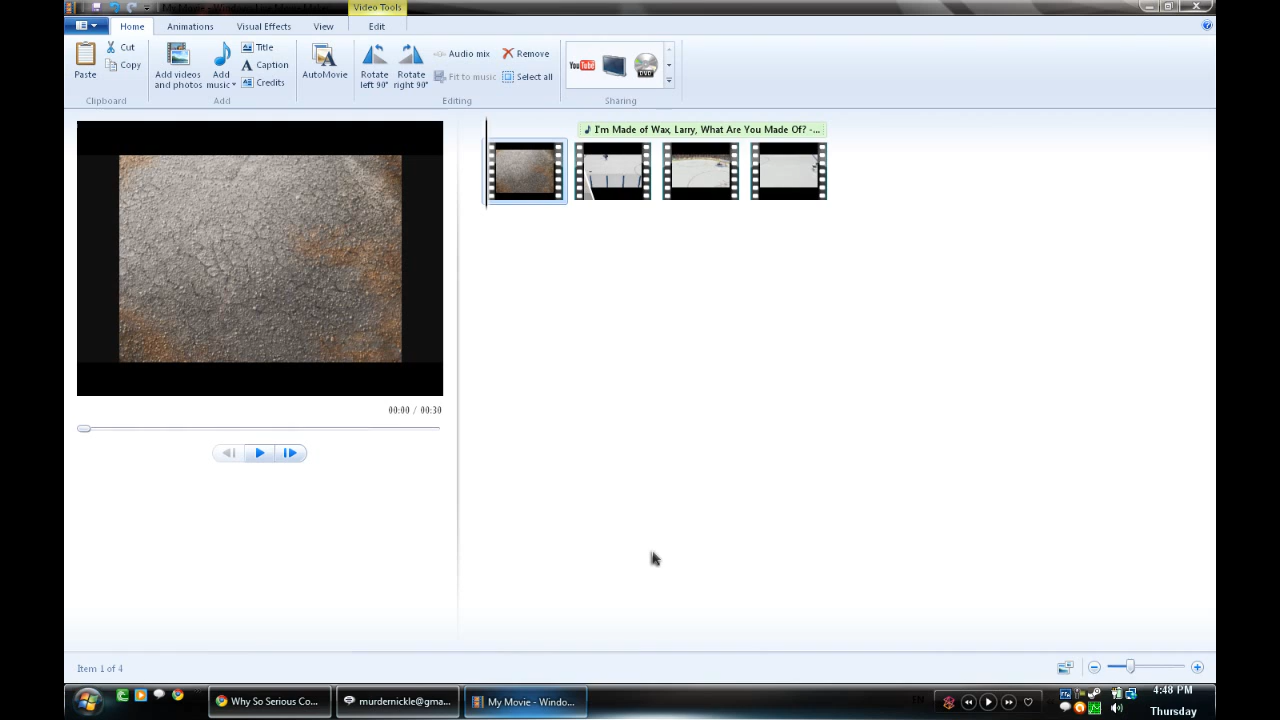 Video Tools
Home Animations Visual Effects View Edit
Paste
Cut
Copy
Clipboard
Add videos
and photos
Add
music
Title
Caption
Credits
Add
AutoMovie
Rotate
left 90°
Rotate
right 90°
Audio mix
Fit to music
Remove
Select all
Editing
YouTube
DVD
Sharing
I'm Made of Wax, Larry, What Are You Made Of? -...
00:00 / 00:30
Item 1 of 4
Why So Serious Co...
murdernickle@gma...
My Movie - Windo...
EN
4:48 PM
Thursday